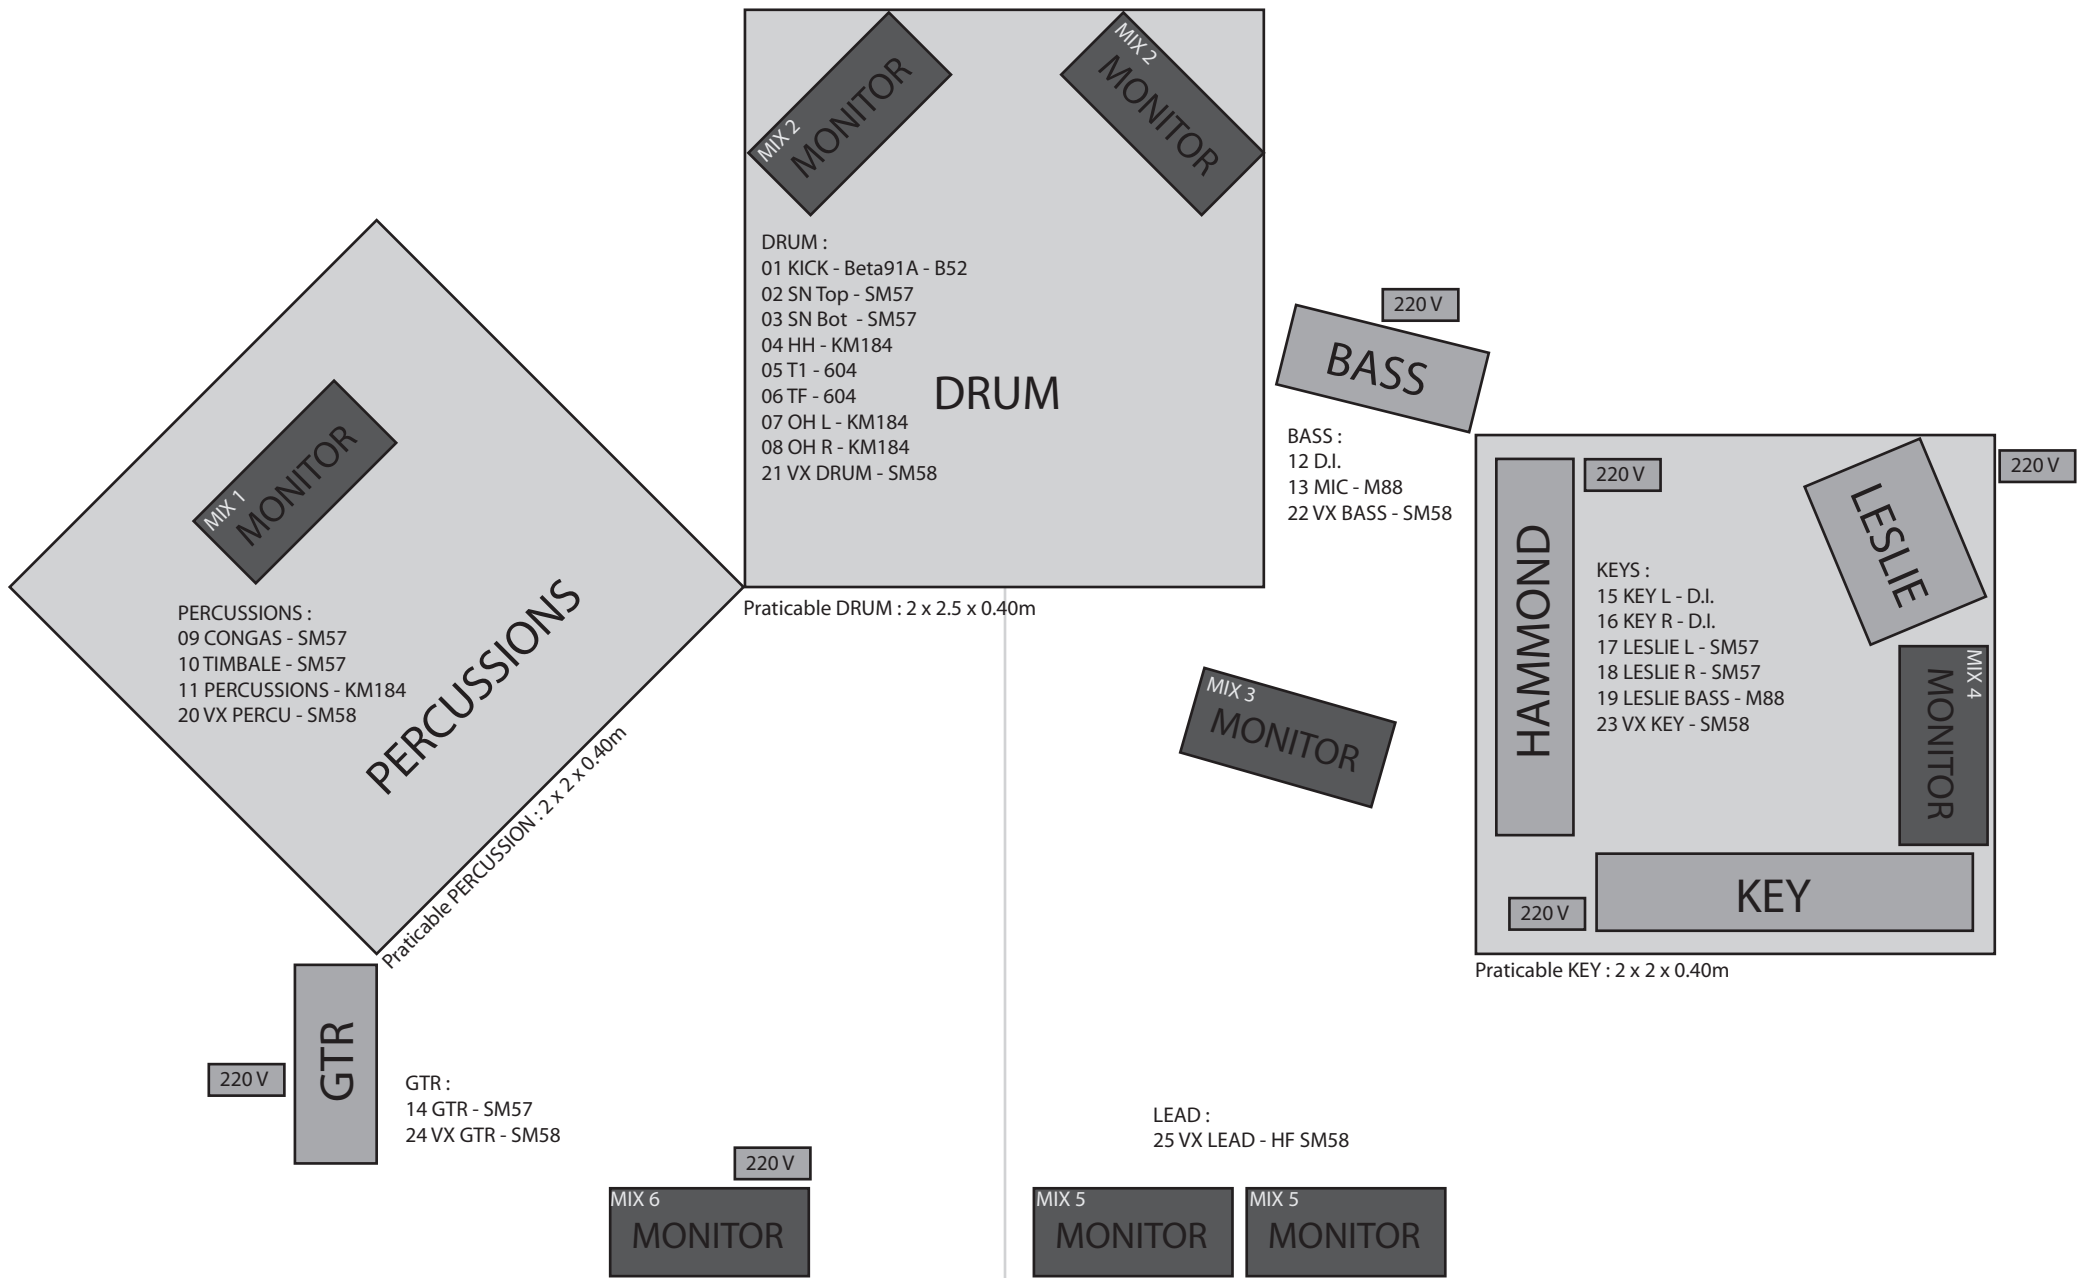 MIX 2
MONITOR
MIX 2
MONITOR
DRUM :
01 KICK - Beta91A - B52
02 SN Top - SM57
03 SN Bot  - SM57
04 HH - KM184
05 T1 - 604
06 TF - 604
07 OH L - KM184
08 OH R - KM184
21 VX DRUM - SM58
DRUM
Praticable DRUM : 2 x 2.5 x 0.40m
220 V
BASS
BASS :
12 D.I.
13 MIC - M88
22 VX BASS - SM58
MIX 1
MONITOR
PERCUSSIONS :
09 CONGAS - SM57
10 TIMBALE - SM57
11 PERCUSSIONS - KM184
20 VX PERCU - SM58
PERCUSSIONS
Praticable PERCUSSION : 2 x 2 x 0.40m
220 V
220 V
HAMMOND
LESLIE
KEYS :
15 KEY L - D.I.
16 KEY R - D.I.
17 LESLIE L - SM57
18 LESLIE R - SM57
19 LESLIE BASS - M88
23 VX KEY - SM58
MIX 4
MONITOR
220 V
KEY
Praticable KEY : 2 x 2 x 0.40m
MIX 3
MONITOR
220 V
GTR
GTR :
14 GTR - SM57
24 VX GTR - SM58
LEAD :
25 VX LEAD - HF SM58
220 V
MIX 6
MONITOR
MIX 5
MONITOR
MIX 5
MONITOR